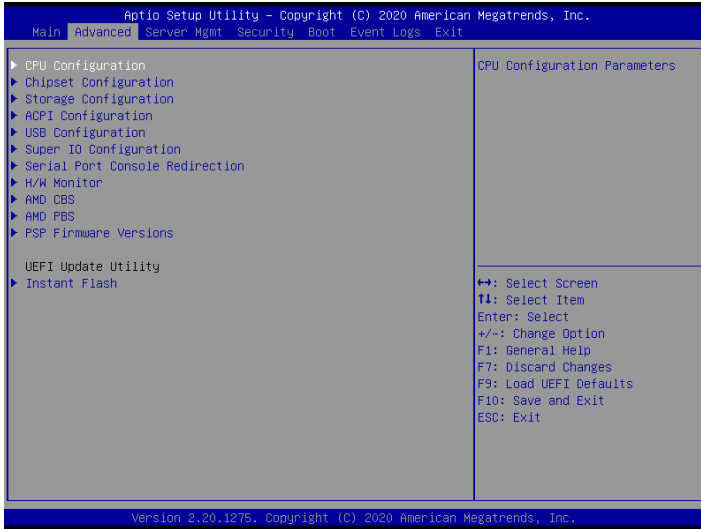 Aptio Setup Utility – Copyright (C) 2020 American Megatrends, Inc.
Main Advanced Server Mgmt Security Boot Event Logs Exit
▶ CPU Configuration
▶ Chipset Configuration
▶ Storage Configuration
▶ ACPI Configuration
▶ USB Configuration
▶ Super IO Configuration
▶ Serial Port Console Redirection
▶ H/W Monitor
▶ AMD CBS
▶ AMD PBS
▶ PSP Firmware Versions
UEFI Update Utility
▶ Instant Flash
CPU Configuration Parameters
↔: Select Screen
↑↓: Select Item
Enter: Select
+/-: Change Option
F1: General Help
F7: Discard Changes
F9: Load UEFI Defaults
F10: Save and Exit
ESC: Exit
Version 2.20.1275. Copyright (C) 2020 American Megatrends, Inc.